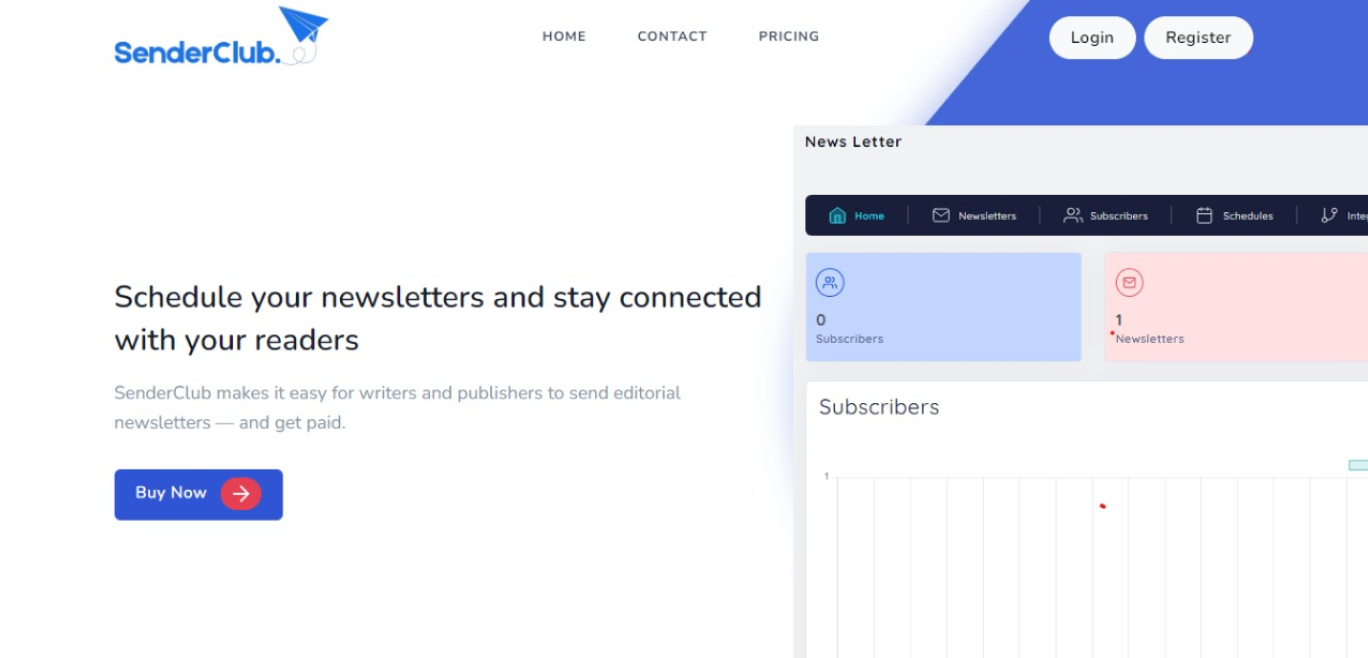 SenderClub.
HOME CONTACT PRICING
Login Register
News Letter
Home Newsletters Subscribers Schedules
0
Subscribers
1
Newsletters
Schedule your newsletters and stay connected
with your readers
SenderClub makes it easy for writers and publishers to send editorial
newsletters — and get paid.
Buy Now
Subscribers
1